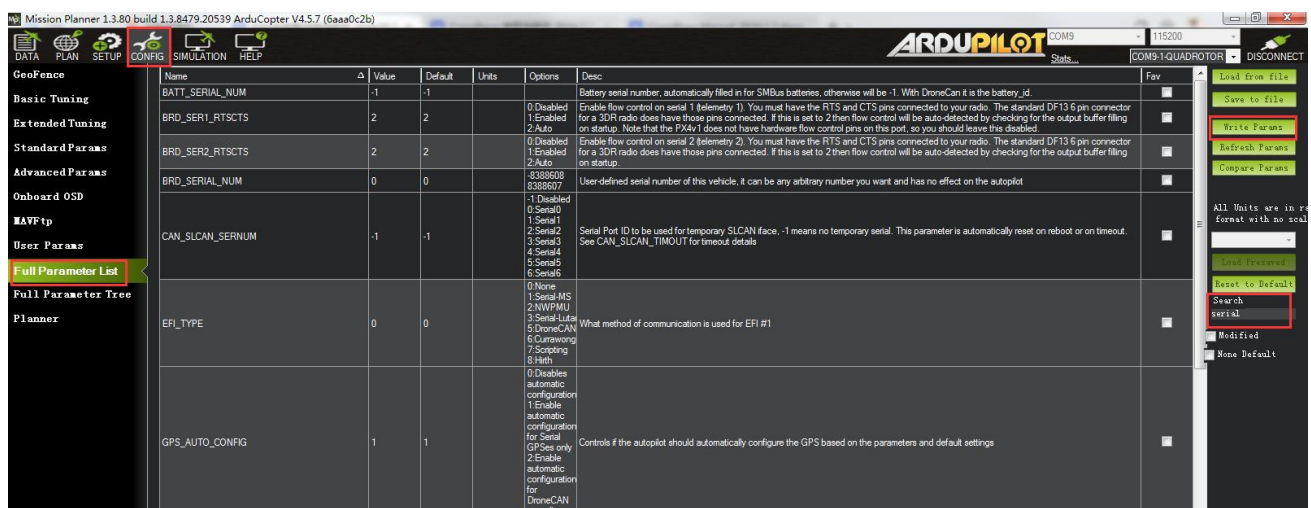 Mission Planner 1.3.80 build 1.3.8479.20539 ArduCopter V4.5.7 (6aaa0c2b)
DATA PLAN SETUP CONFIG SIMULATION HELP
ARDUPILOT
COM9 115200
Stats...
COM9-1-QUADROTOR
DISCONNECT
GeoFence
Basic Tuning
Extended Tuning
Standard Params
Advanced Params
Onboard OSD
MAVFtp
User Params
Full Parameter List
Full Parameter Tree
Planner
Name Value Default Units Options Desc Fav
BATT_SERIAL_NUM -1 -1 Battery serial number, automatically filled in for SMBus batteries, otherwise will be -1. With DroneCan it is the battery_id.
BRD_SER1_RTSCTS 2 2
0:Disabled
1:Enabled
2:Auto
Enable flow control on serial 1 (telemetry 1). You must have the RTS and CTS pins connected to your radio. The standard DF13 6 pin connector
for a 3DR radio does have those pins connected. If this is set to 2 then flow control will be auto-detected by checking for the output buffer filling
on startup. Note that the PX4v1 does not have hardware flow control pins on this port, so you should leave this disabled.
BRD_SER2_RTSCTS 2 2
0:Disabled
1:Enabled
2:Auto
Enable flow control on serial 2 (telemetry 2). You must have the RTS and CTS pins connected to your radio. The standard DF13 6 pin connector
for a 3DR radio does have those pins connected. If this is set to 2 then flow control will be auto-detected by checking for the output buffer filling
on startup.
BRD_SERIAL_NUM 0 0
-8388608
8388607
User-defined serial number of this vehicle, it can be any arbitrary number you want and has no effect on the autopilot
CAN_SLCAN_SERNUM -1 -1
-1:Disabled
0:Serial0
1:Serial1
2:Serial2
3:Serial3
4:Serial4
5:Serial5
6:Serial6
Serial Port ID to be used for temporary SLCAN iface, -1 means no temporary serial. This parameter is automatically reset on reboot or on timeout.
See CAN_SLCAN_TIMOUT for timeout details
EFI_TYPE 0 0
0:None
1:Serial-MS
2:NWPMU
3:Serial-Lutan
5:DroneCAN
6:Currawong
7:Scripting
8:Hirth
What method of communication is used for EFI #1
GPS_AUTO_CONFIG 1 1
0:Disables
automatic
configuration
1:Enable
automatic
configuration
for Serial
GPSes only
2:Enable
automatic
configuration
for
DroneCAN
Controls if the autopilot should automatically configure the GPS based on the parameters and default settings
Load from file
Save to file
Write Params
Refresh Params
Compare Params
All Units are in ra
format with no scal
Load Presaved
Reset to Default
Search
serial
Modified
None Default